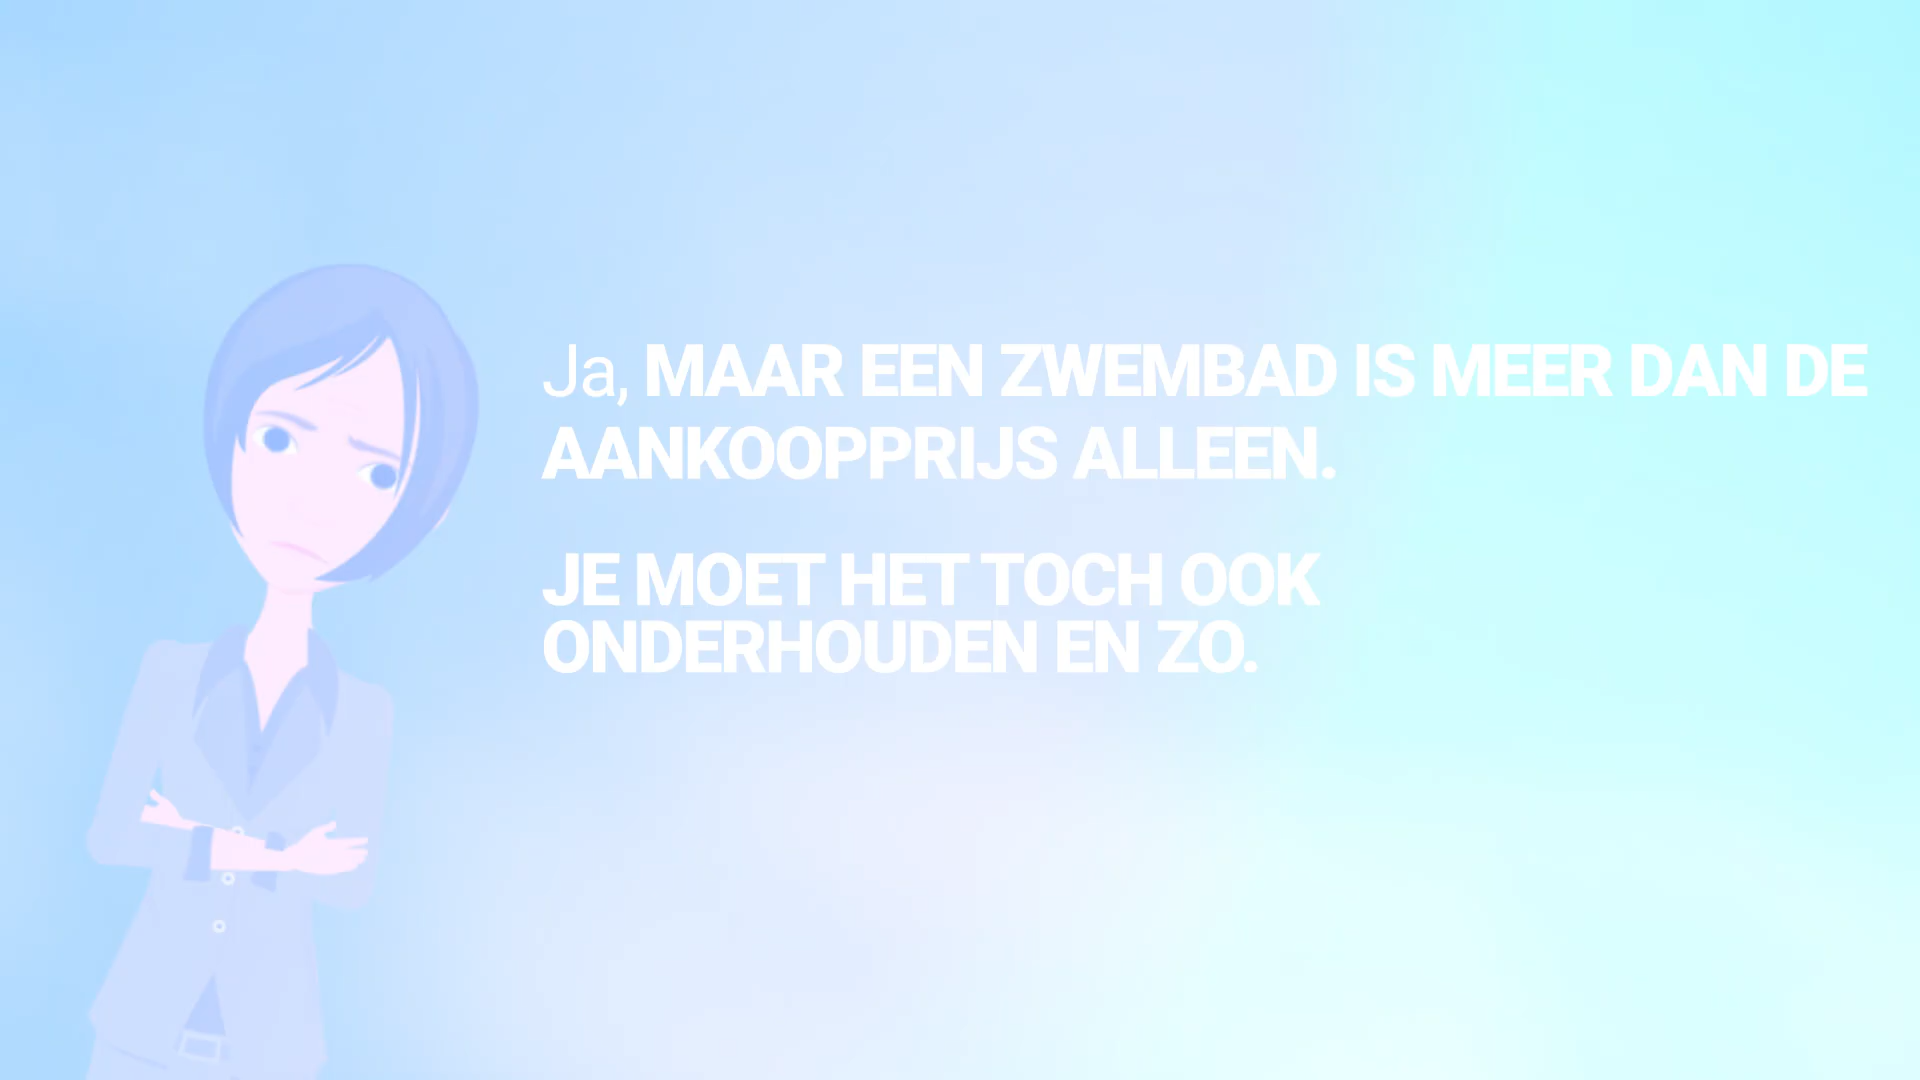 Ja, MAAR EEN ZWEMBAD IS MEER DAN DE
AANKOOPPRIJS ALLEEN.
JE MOET HET TOCH OOK
ONDERHOUDEN EN ZO.